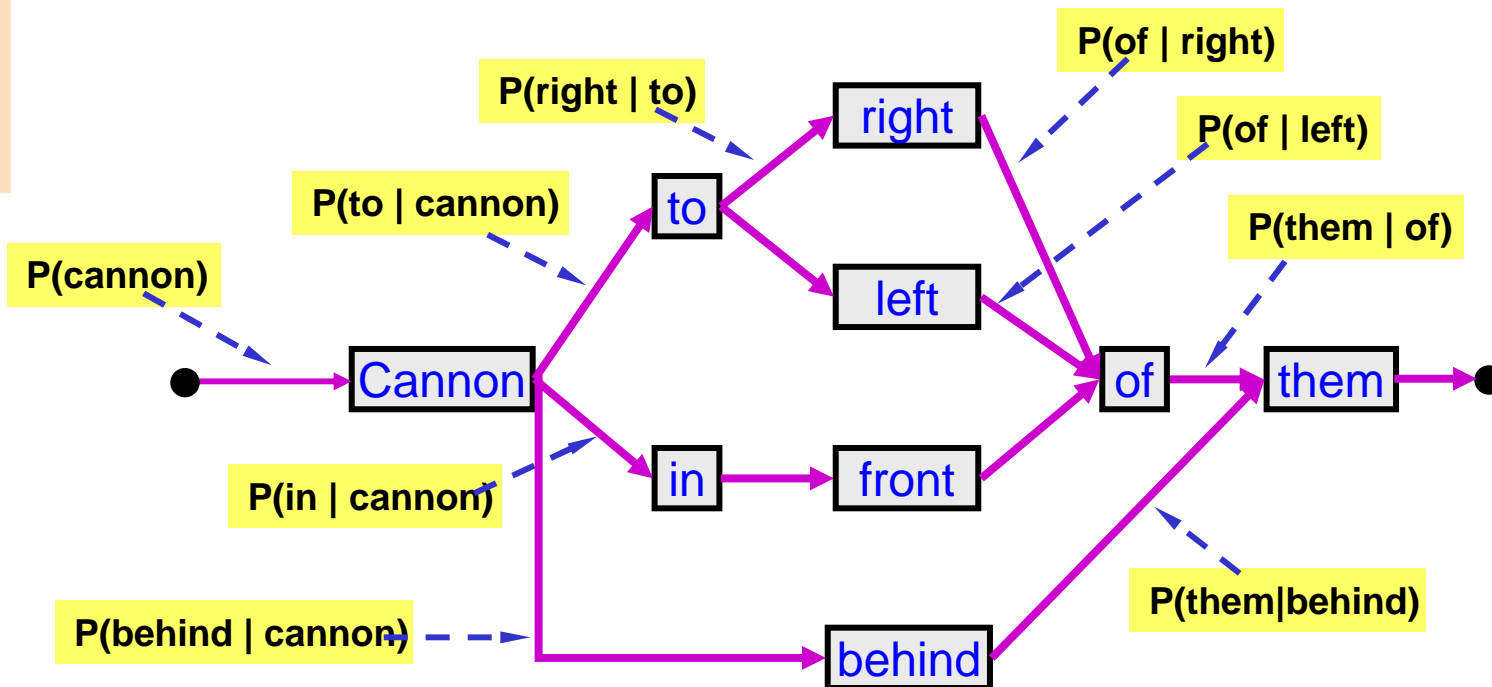 P(of | right)
P(right | to)
right
P(of | left)
P(to | cannon)
to
P(them | of)
P(cannon)
left
Cannon
of
them
in
front
P(in | cannon)
P(them|behind)
P(behind | cannon)
behind